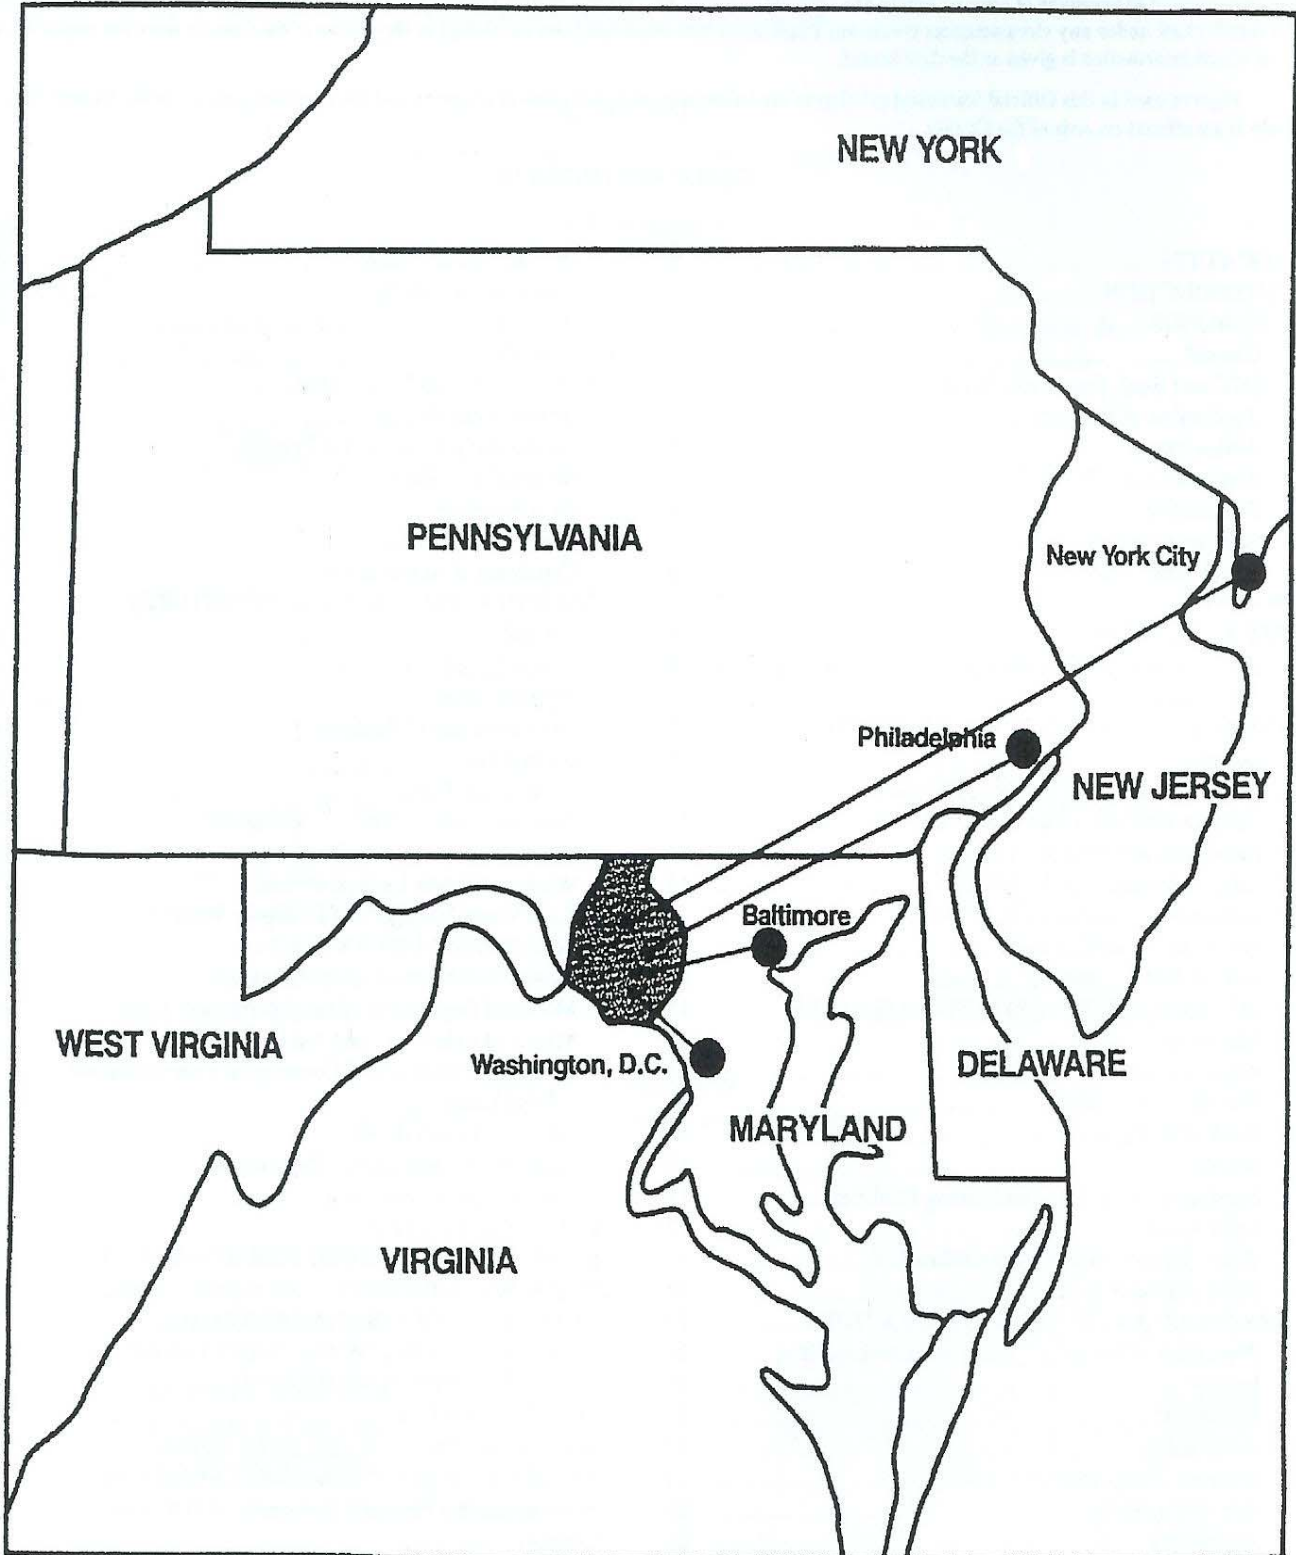 NEW YORK
PENNSYLVANIA
New York City
Philadelphia
NEW JERSEY
Baltimore
WEST VIRGINIA
Washington, D.C.
DELAWARE
MARYLAND
VIRGINIA